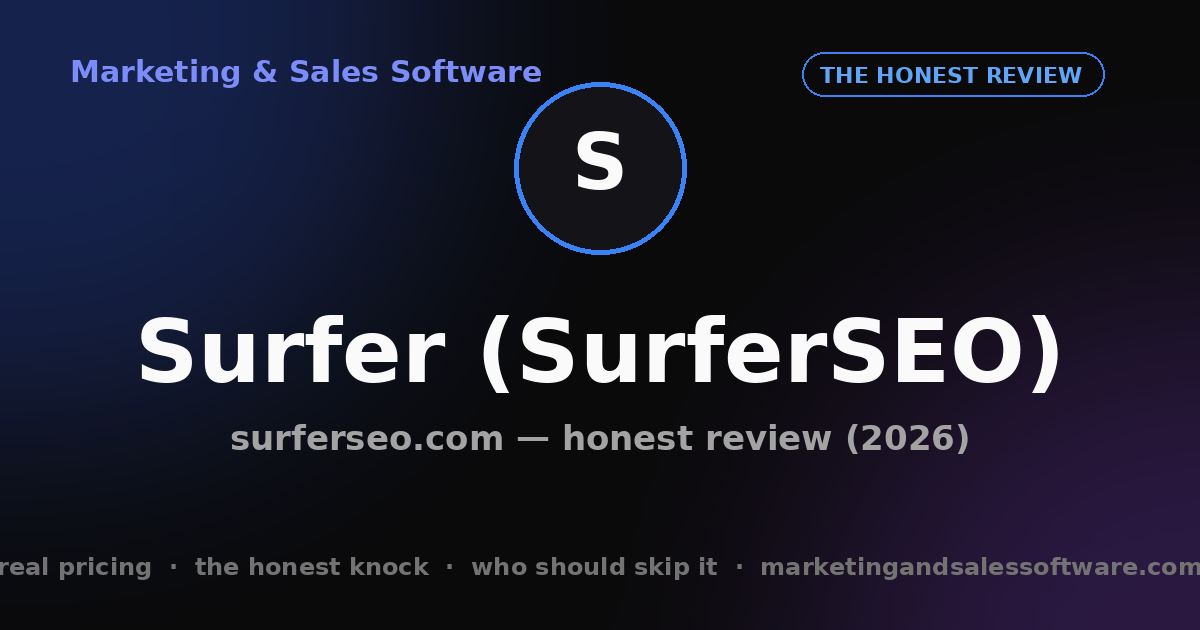 Marketing & Sales Software
THE HONEST REVIEW
S
Surfer (SurferSEO)
surferseo.com — honest review (2026)
real pricing · the honest knock · who should skip it · marketingandsalessoftware.com